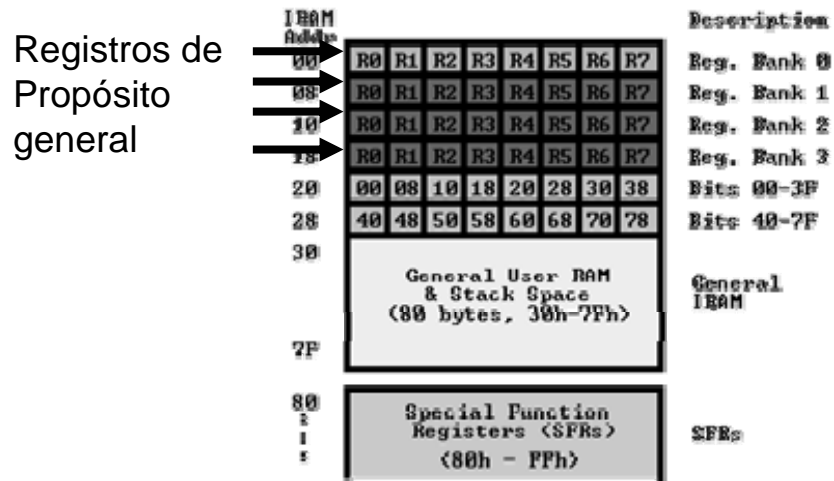 IRAM
Addr
Description
Registros de
Propósito
general
00 R0 R1 R2 R3 R4 R5 R6 R7 Reg. Bank 0
08 R0 R1 R2 R3 R4 R5 R6 R7 Reg. Bank 1
10 R0 R1 R2 R3 R4 R5 R6 R7 Reg. Bank 2
18 R0 R1 R2 R3 R4 R5 R6 R7 Reg. Bank 3
20 00 08 10 18 20 28 30 38 Bits 00-3F
28 40 48 50 58 60 68 70 78 Bits 40-7F
30
General User RAM
& Stack Space
(80 bytes, 30h-7Fh)
General
IRAM
7F
80
Special Function
Registers (SFRs)
(80h - FFh)
SFRs